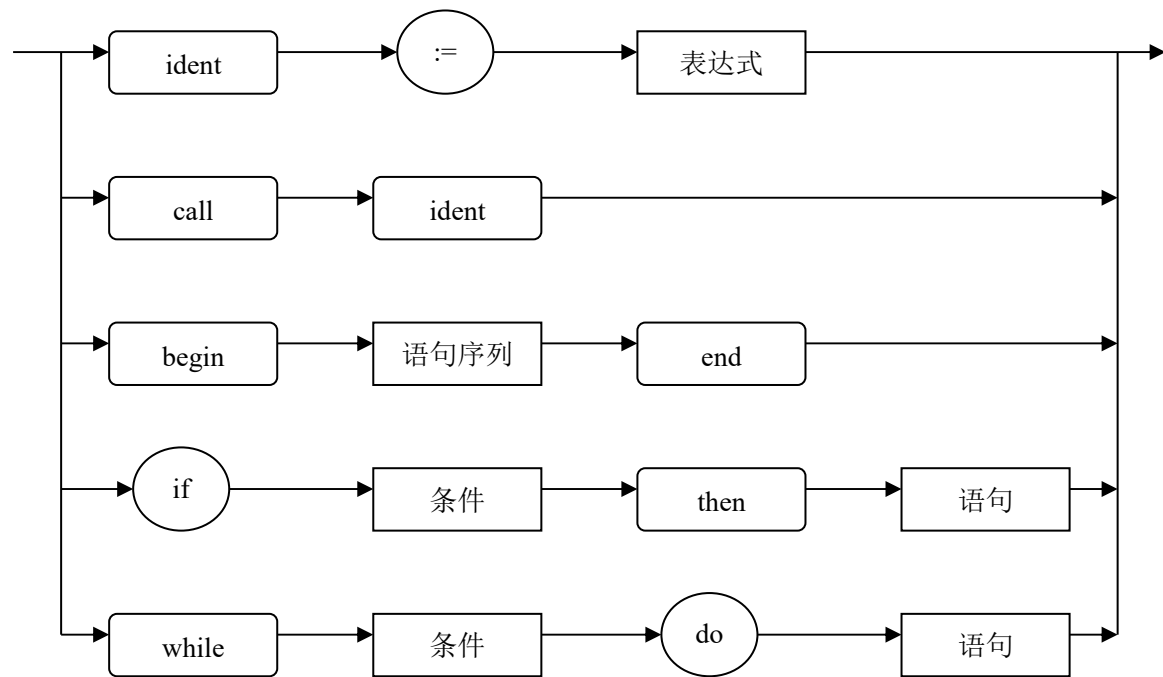 ident := 表达式
call ident
begin 语句序列 end
if 条件 then 语句
while 条件 do 语句